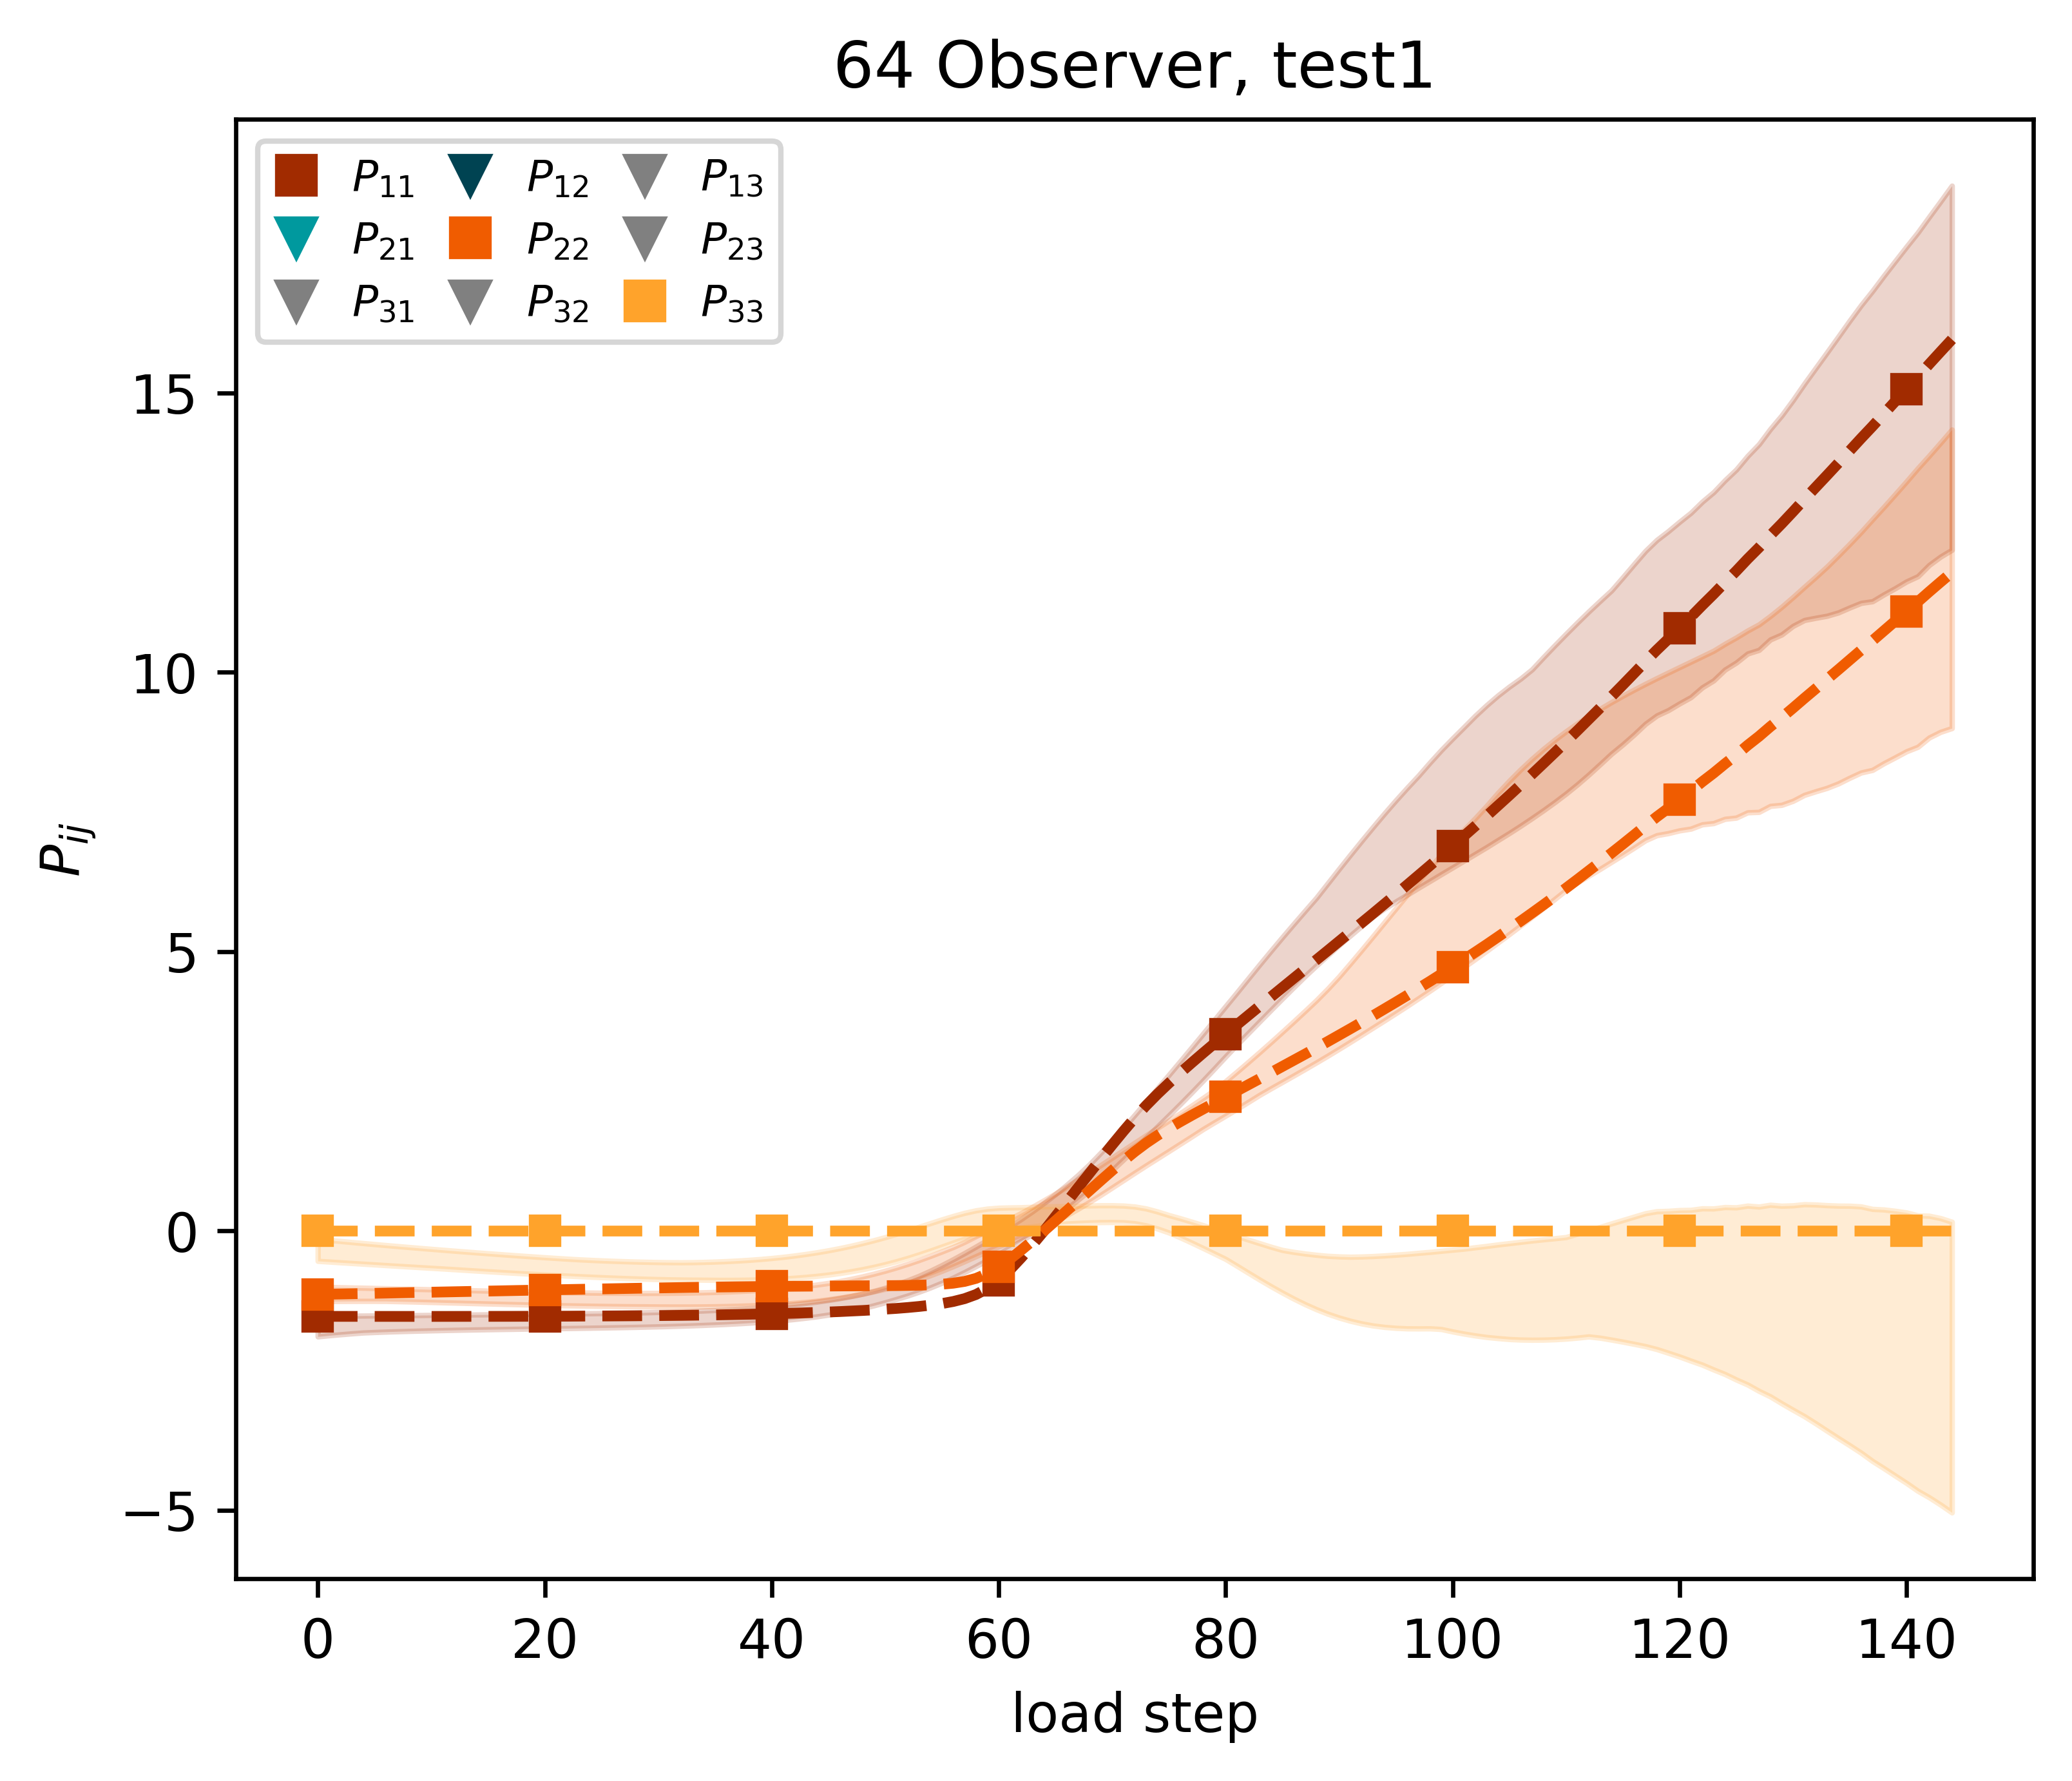 64 Observer, test1
P₁₁ P₁₂ P₁₃
P₂₁ P₂₂ P₂₃
P₃₁ P₃₂ P₃₃
15
10
5
0
−5
P_ij
0 20 40 60 80 100 120 140
load step